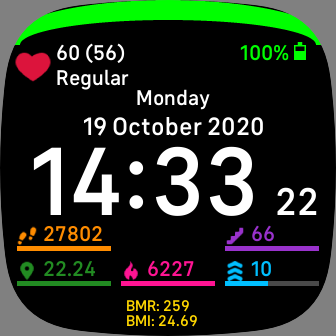 60 (56) 100%
Regular
Monday
19 October 2020
14:33 22
27802 66
22.24 6227 10
BMR: 259
BMI: 24.69